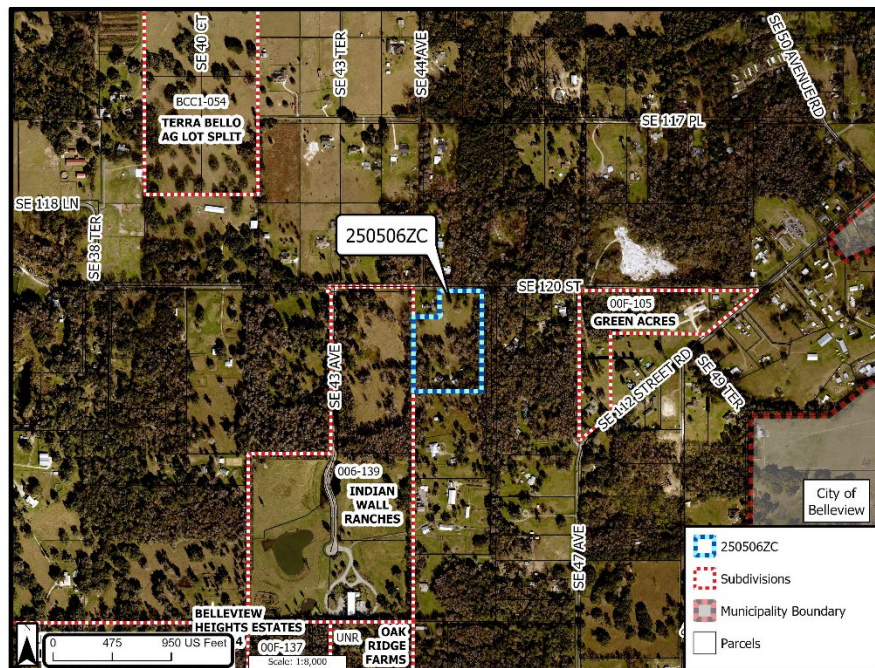 SE 40 CT
SE 43 TER
SE 44 AVE
SE 50 AVENUE RD
BCC1-054
TERRA BELLO
AG LOT SPLIT
SE 117 PL
SE 118 LN
SE 38 TER
250506ZC
SE 120 ST
00F-105
GREEN ACRES
SE 43 AVE
SE 112 STREET RD
SE 49 TER
006-139
INDIAN
WALL
RANCHES
City of
Belleview
SE 47 AVE
250506ZC
Subdivisions
Municipality Boundary
Parcels
BELLEVIEW
HEIGHTS ESTATES
4
00F-137
UNR
OAK
RIDGE
FARMS
0 475 950 US Feet
Scale: 1:8,000